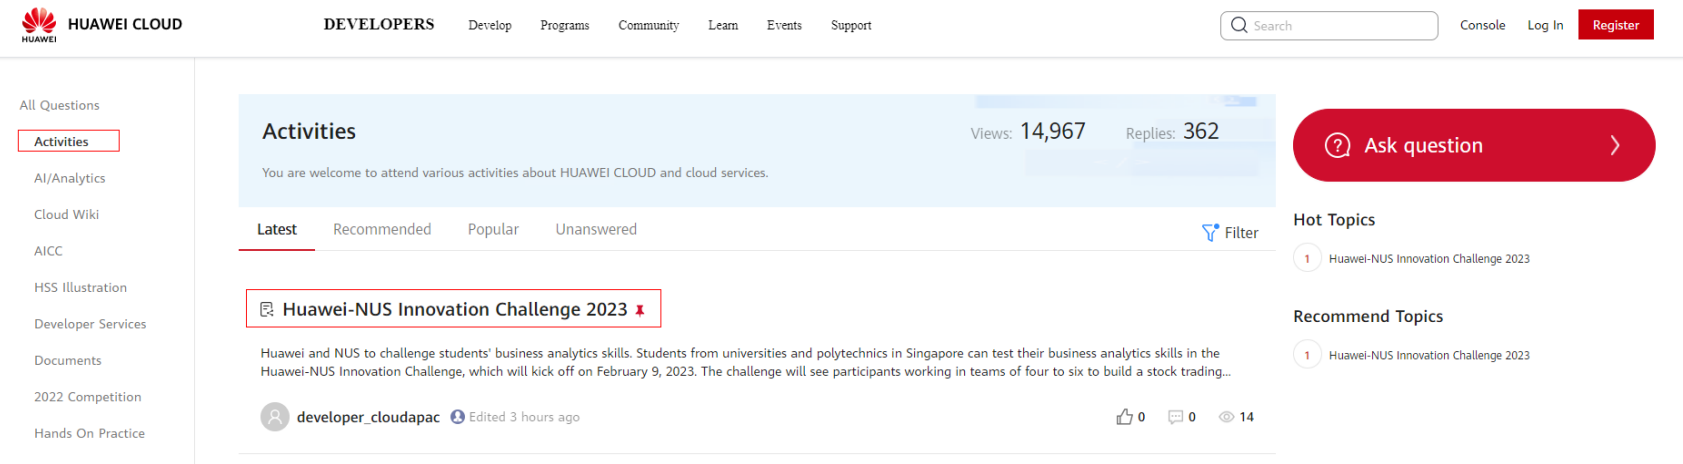 HUAWEI
HUAWEI CLOUD
DEVELOPERS
Develop
Programs
Community
Learn
Events
Support
Search
Console
Log In
Register
All Questions
Activities
AI/Analytics
Cloud Wiki
AICC
HSS Illustration
Developer Services
Documents
2022 Competition
Hands On Practice
Activities
Views: 14,967
Replies: 362
You are welcome to attend various activities about HUAWEI CLOUD and cloud services.
Latest
Recommended
Popular
Unanswered
Filter
Huawei-NUS Innovation Challenge 2023
Huawei and NUS to challenge students' business analytics skills. Students from universities and polytechnics in Singapore can test their business analytics skills in the
Huawei-NUS Innovation Challenge, which will kick off on February 9, 2023. The challenge will see participants working in teams of four to six to build a stock trading...
developer_cloudapac
Edited 3 hours ago
0
0
14
Ask question
Hot Topics
1 Huawei-NUS Innovation Challenge 2023
Recommend Topics
1 Huawei-NUS Innovation Challenge 2023